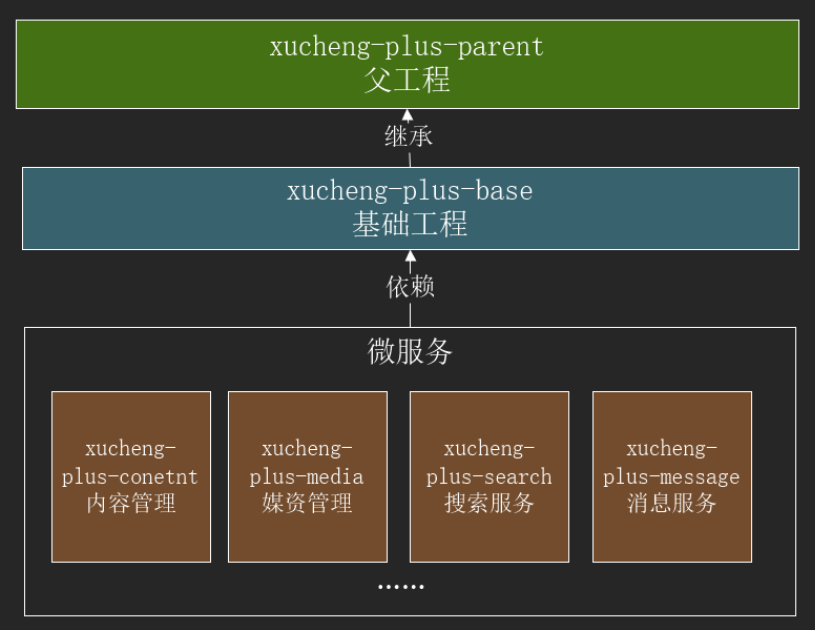 xucheng-plus-parent
父工程
继承
xucheng-plus-base
基础工程
依赖
微服务
xucheng-
plus-conetnt
内容管理
xucheng-
plus-media
媒资管理
xucheng-
plus-search
搜索服务
xucheng-
plus-message
消息服务
······